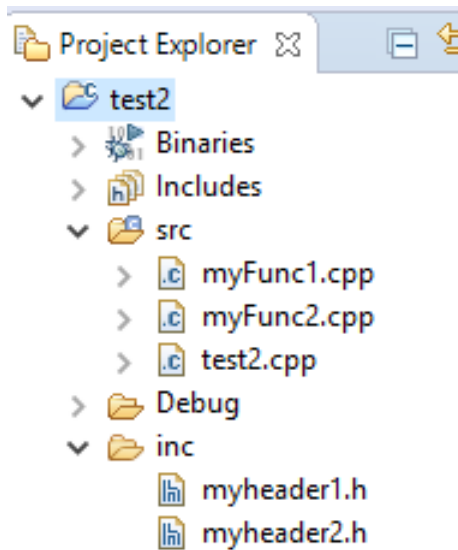 Project Explorer
test2
Binaries
Includes
src
.c myFunc1.cpp
.c myFunc2.cpp
.c test2.cpp
Debug
inc
h myheader1.h
h myheader2.h